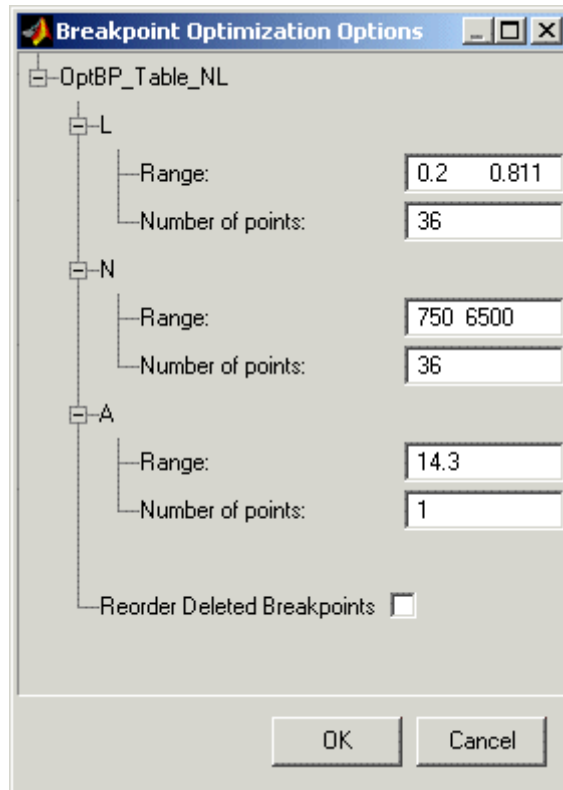 Breakpoint Optimization Options
OptBP_Table_NL
L
Range: 0.2 0.811
Number of points: 36
N
Range: 750 6500
Number of points: 36
A
Range: 14.3
Number of points: 1
Reorder Deleted Breakpoints
OK Cancel